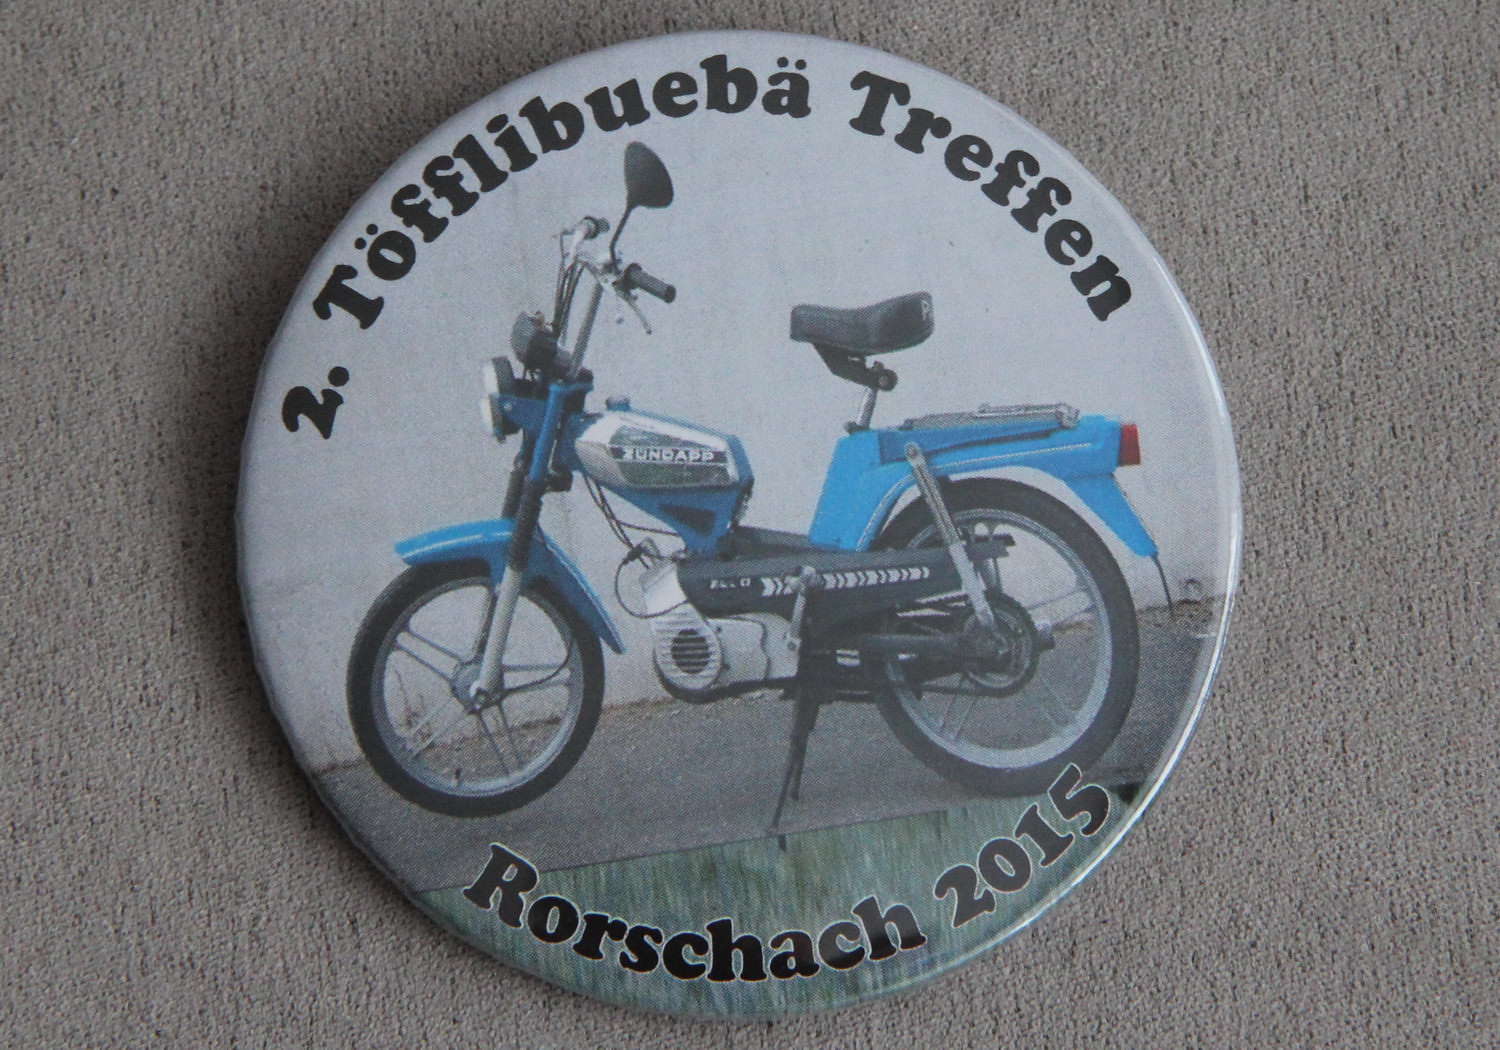 2. Töfflibuebä Treffen
ZÜNDAPP
Rorschach 2015